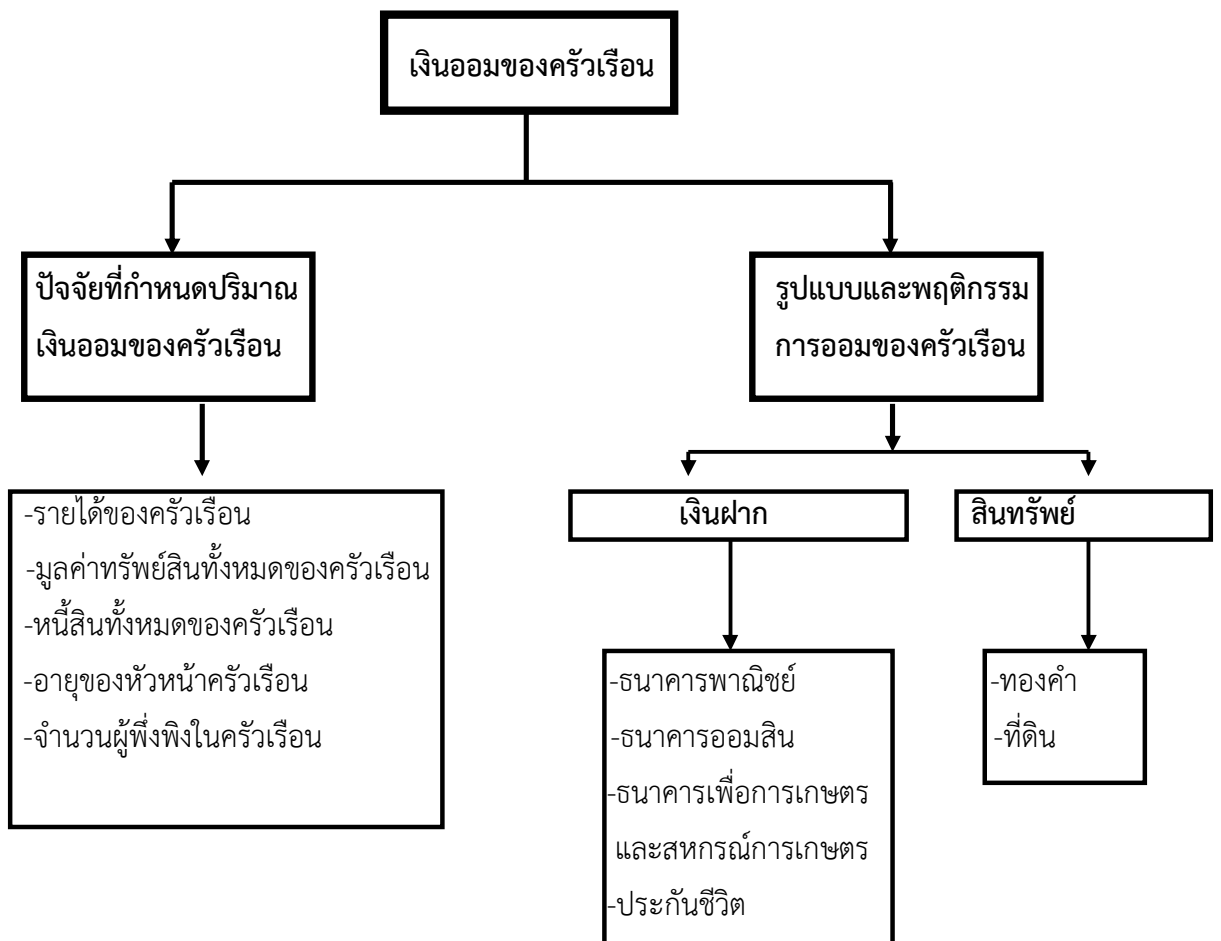 เงินออมของครัวเรือน
ปัจจัยที่กำหนดปริมาณ
เงินออมของครัวเรือน
รูปแบบและพฤติกรรม
การออมของครัวเรือน
-รายได้ของครัวเรือน
-มูลค่าทรัพย์สินทั้งหมดของครัวเรือน
-หนี้สินทั้งหมดของครัวเรือน
-อายุของหัวหน้าครัวเรือน
-จำนวนผู้พึ่งพิงในครัวเรือน
เงินฝาก
สินทรัพย์
-ธนาคารพาณิชย์
-ธนาคารออมสิน
-ธนาคารเพื่อการเกษตร
และสหกรณ์การเกษตร
-ประกันชีวิต
-ทองคำ
-ที่ดิน